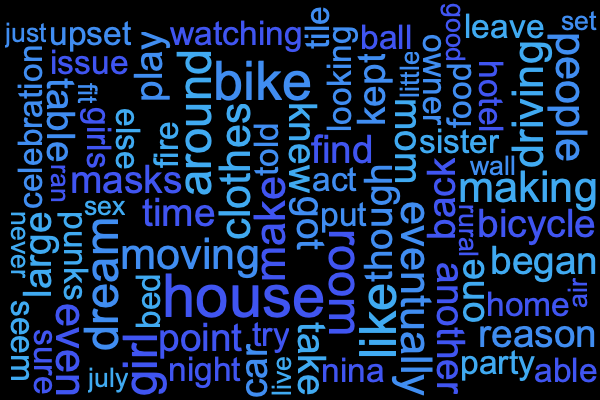 just
upset
play
watching
tile
ball
good
leave
set
issue
celebration
table
fit
girls
else
fire
around
bike
looking
kept
little
owner
pool
hotel
driving
people
ran
masks
clothes
told
knew
find
mom
sister
wall
sex
time
make
got
act
put
though
back
making
never
large
punks
dream
moving
bed
house
room
like
eventually
rural
bicycle
began
one
another
home
air
seem
sure
even
july
girl
point
night
car
try
live
take
nina
reason
party
able